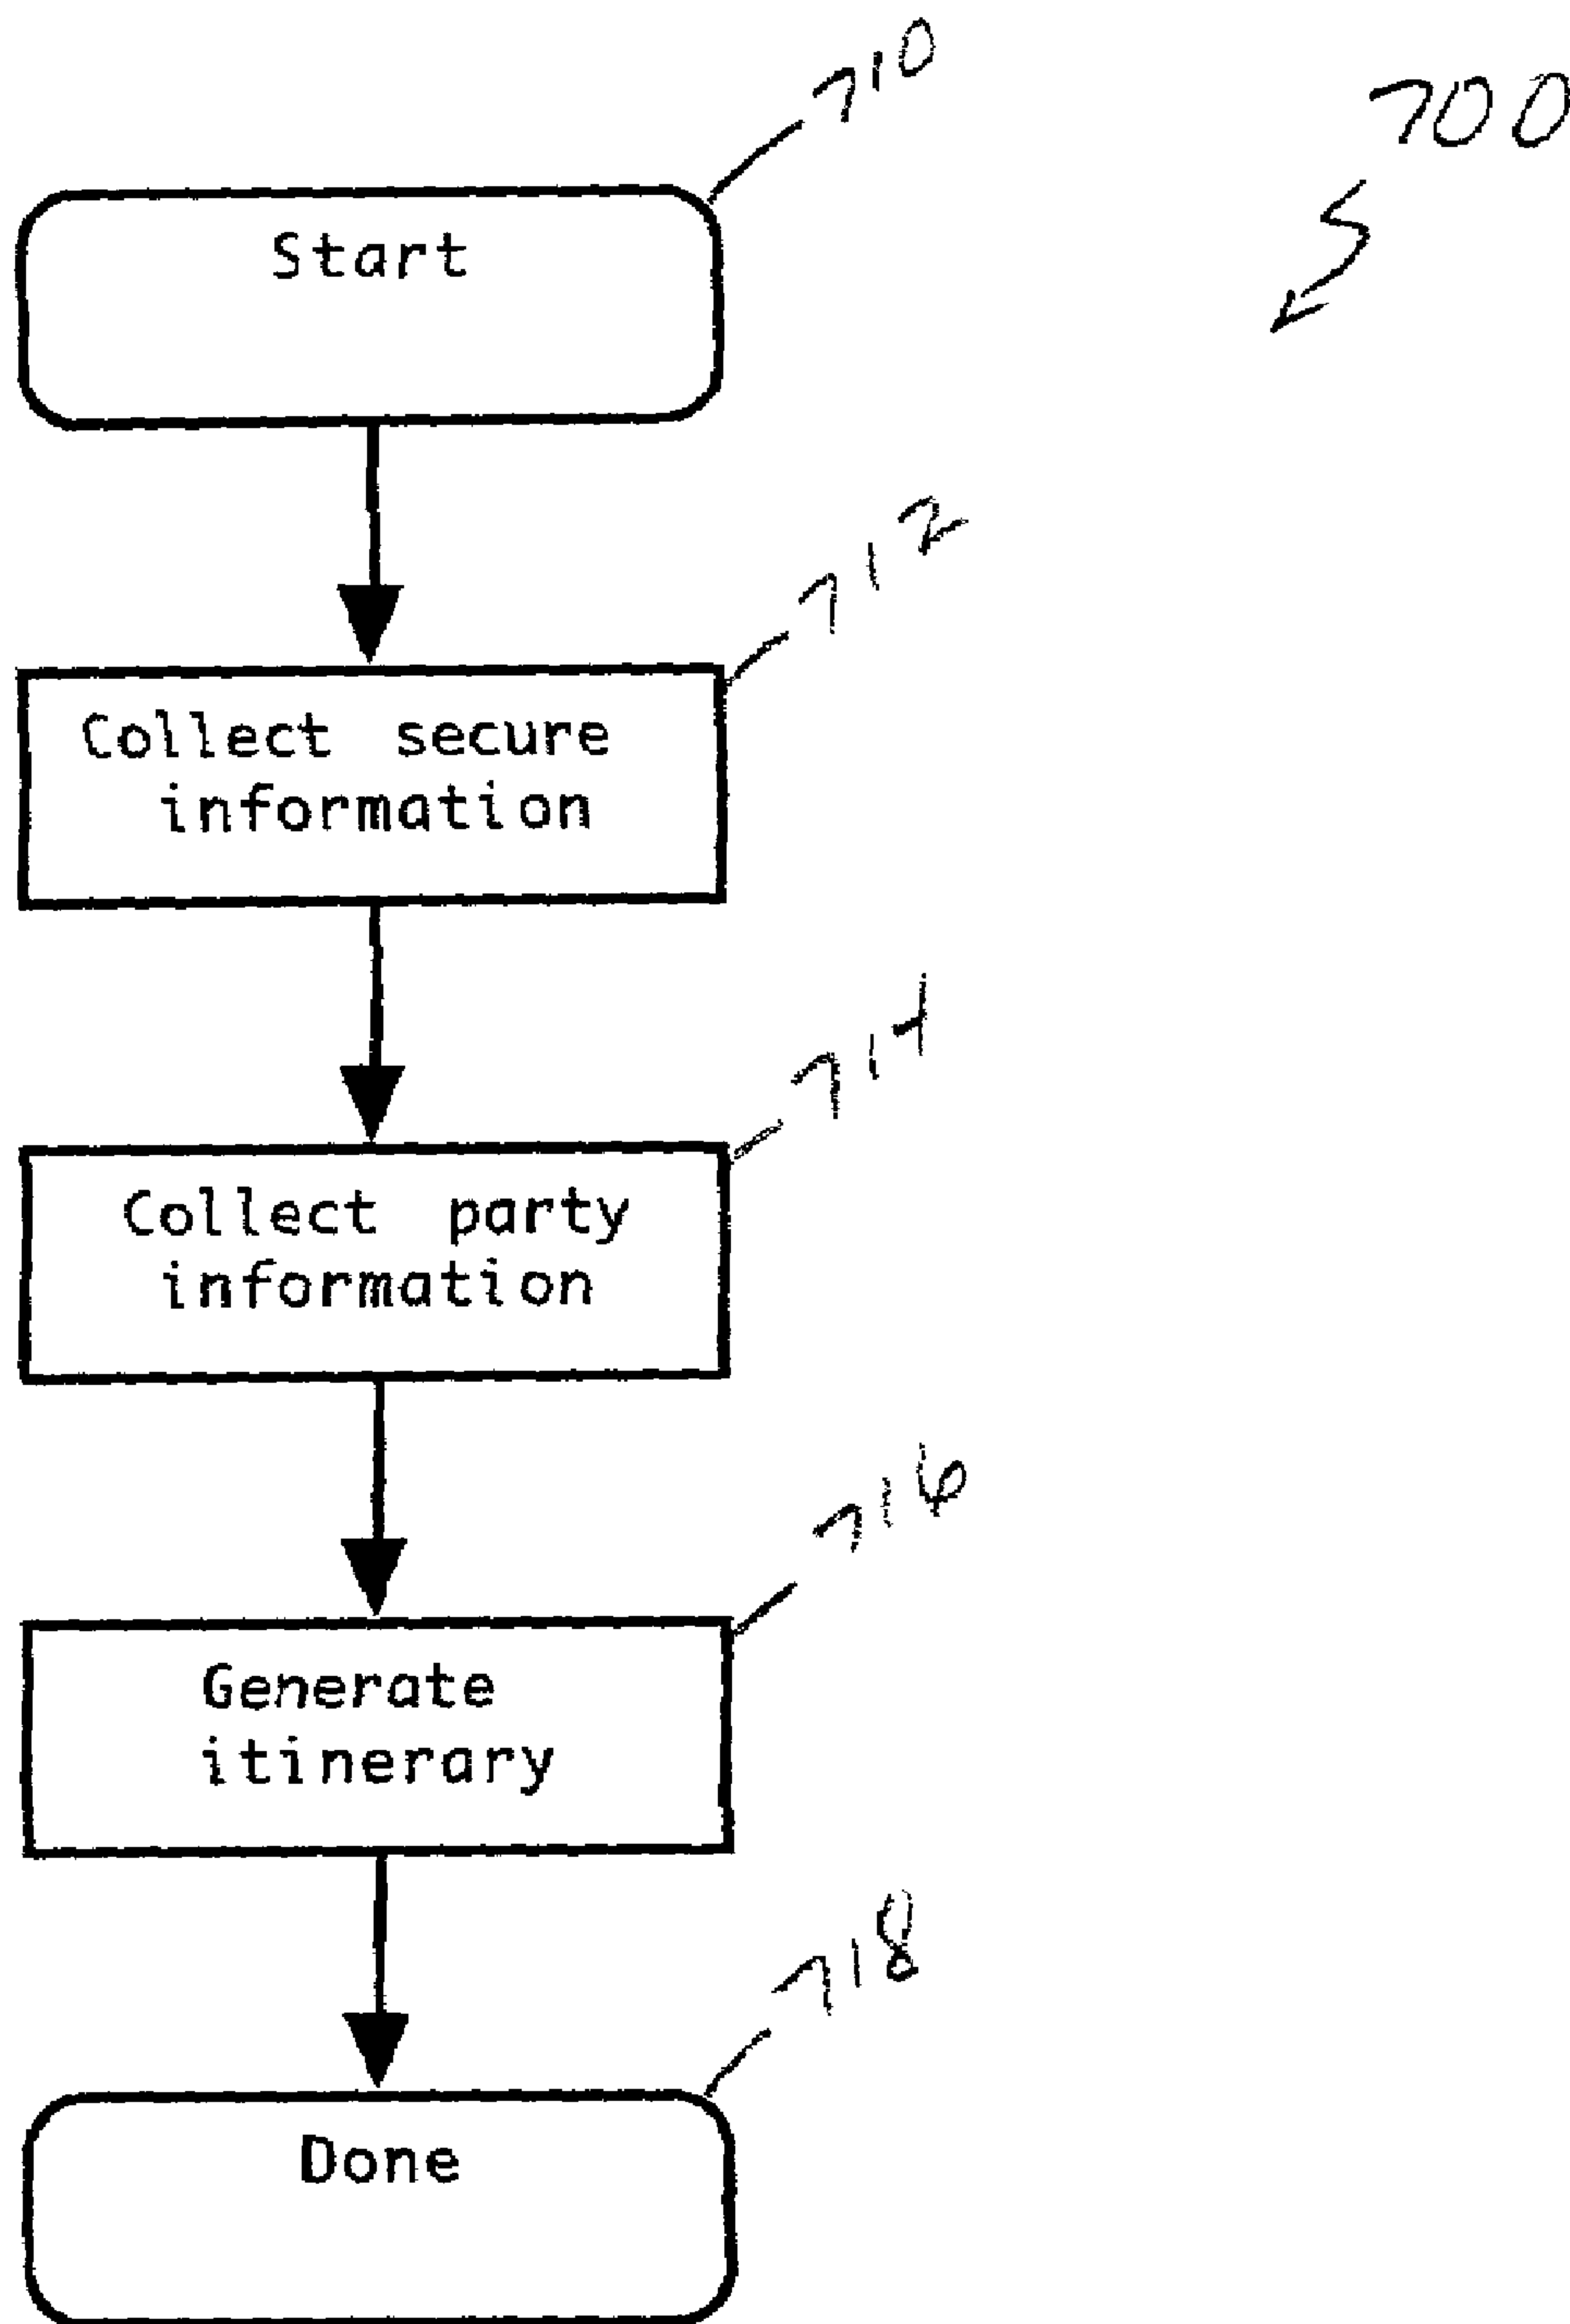 710
700
Start
712
Collect secure
information
714
Collect party
information
716
Generate
itinerary
718
Done